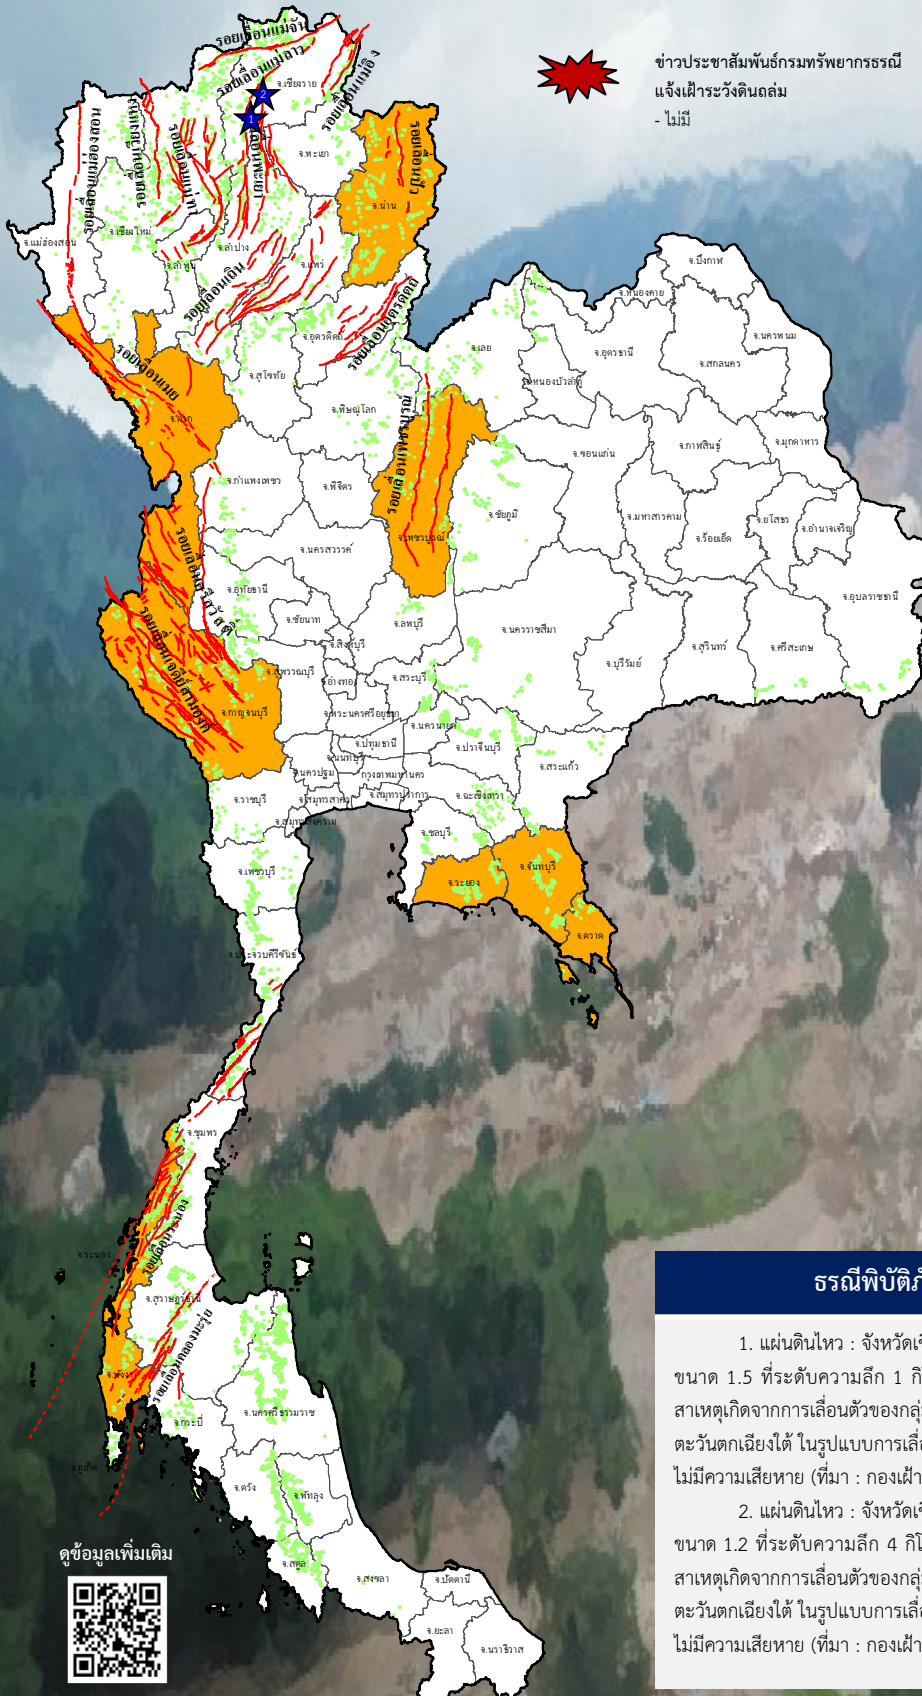 ข่าวประชาสัมพันธ์กรมทรัพยากรธรณี
แจ้งเฝ้าระวังดินถล่ม
- ไม่มี
รอยเลื่อนแม่จัน
รอยเลื่อนแม่ลาว
จ.เชียงราย
รอยเลื่อนแม่อิง
2
1
รอยเลื่อนแม่ฮ่องสอน
รอยเลื่อนแม่ทา
รอยเลื่อนปัว
จ.พะเยา
จ.น่าน
จ.แม่ฮ่องสอน
จ.เชียงใหม่
จ.ลำปาง
จ.ลำพูน
จ.แพร่
รอยเลื่อนเถิน
รอยเลื่อนอุตรดิตถ์
จ.อุตรดิตถ์
จ.บึงกาฬ
จ.หนองคาย
จ.เลย
จ.อุดรธานี
จ.นครพนม
จ.สกลนคร
จ.หนองบัวลำภู
รอยเลื่อนเมย
จ.ตาก
จ.สุโขทัย
จ.พิษณุโลก
จ.ขอนแก่น
จ.กาฬสินธุ์
จ.มุกดาหาร
รอยเลื่อนเพชรบูรณ์
จ.กำแพงเพชร
จ.พิจิตร
จ.ชัยภูมิ
จ.มหาสารคาม
จ.ร้อยเอ็ด
จ.ยโสธร
จ.อำนาจเจริญ
จ.เพชรบูรณ์
จ.นครสวรรค์
รอยเลื่อนศรีสวัสดิ์
จ.อุทัยธานี
จ.ชัยนาท
จ.ลพบุรี
จ.นครราชสีมา
จ.อุบลราชธานี
จ.บุรีรัมย์
จ.สุรินทร์
จ.ศรีสะเกษ
จ.สิงห์บุรี
รอยเลื่อนเจดีย์สามองค์
จ.สุพรรณบุรี
จ.อ่างทอง
จ.สระบุรี
จ.กาญจนบุรี
จ.พระนครศรีอยุธยา
จ.นครนายก
จ.ปทุมธานี
จ.ปราจีนบุรี
จ.นนทบุรี
จ.สระแก้ว
จ.นครปฐม
กรุงเทพมหานคร
จ.ราชบุรี
จ.สมุทรสาคร
จ.สมุทรปราการ
จ.ฉะเชิงเทรา
จ.สมุทรสงคราม
จ.ชลบุรี
จ.เพชรบุรี
จ.ระยอง
จ.จันทบุรี
จ.ตราด
จ.ประจวบคีรีขันธ์
จ.ชุมพร
รอยเลื่อนระนอง
จ.ระนอง
จ.สุราษฎร์ธานี
รอยเลื่อนคลองมะรุ่ย
จ.พังงา
จ.กระบี่
จ.นครศรีธรรมราช
จ.ภูเก็ต
จ.ตรัง
จ.พัทลุง
จ.สตูล
จ.สงขลา
จ.ปัตตานี
จ.ยะลา
จ.นราธิวาส
ดูข้อมูลเพิ่มเติม
ธรณีพิบัติภั
1. แผ่นดินไหว : จังหวัดเชี
ขนาด 1.5 ที่ระดับความลึก 1 กิโ
สาเหตุเกิดจากการเลื่อนตัวของกลุ่
ตะวันตกเฉียงใต้ ในรูปแบบการเลื่อ
ไม่มีความเสียหาย (ที่มา : กองเฝ้า
2. แผ่นดินไหว : จังหวัดเชี
ขนาด 1.2 ที่ระดับความลึก 4 กิโ
สาเหตุเกิดจากการเลื่อนตัวของกลุ่
ตะวันตกเฉียงใต้ ในรูปแบบการเลื่อ
ไม่มีความเสียหาย (ที่มา : กองเฝ้า